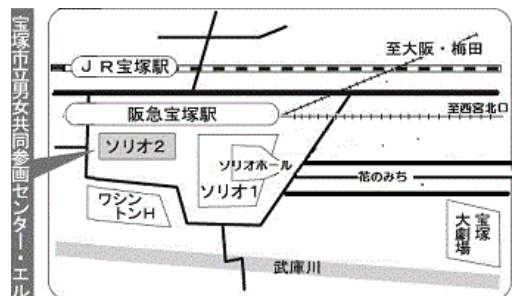 宝塚市立男女共同参画センター・エル
JR宝塚駅
至大阪・梅田
阪急宝塚駅
至西宮北口
ソリオ2
ソリオホール
ソリオ1
花のみち
ワシン
トンH
宝塚
大劇場
武庫川